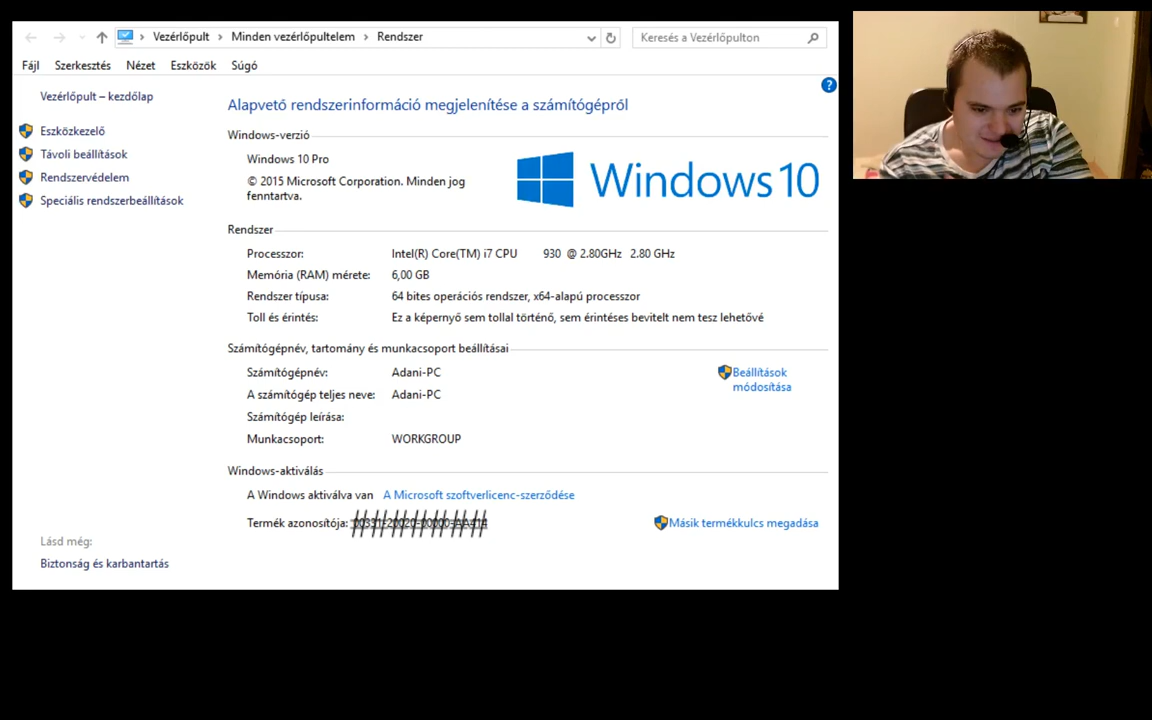 Vezérlőpult › Minden vezérlőpultelem › Rendszer
Keresés a Vezérlőpulton
Fájl Szerkesztés Nézet Eszközök Súgó
Vezérlőpult – kezdőlap
Eszközkezelő
Távoli beállítások
Rendszervédelem
Speciális rendszerbeállítások
Alapvető rendszerinformáció megjelenítése a számítógépről
Windows-verzió
Windows 10 Pro
© 2015 Microsoft Corporation. Minden jog
fenntartva.
Windows 10
Rendszer
Processzor: Intel(R) Core(TM) i7 CPU 930 @ 2.80GHz 2.80 GHz
Memória (RAM) mérete: 6,00 GB
Rendszer típusa: 64 bites operációs rendszer, x64-alapú processzor
Toll és érintés: Ez a képernyő sem tollal történő, sem érintéses bevitelt nem tesz lehetővé
Számítógépnév, tartomány és munkacsoport beállításai
Számítógépnév: Adani-PC
Beállítások
módosítása
A számítógép teljes neve: Adani-PC
Számítógép leírása:
Munkacsoport: WORKGROUP
Windows-aktiválás
A Windows aktiválva van A Microsoft szoftverlicenc-szerződése
Termék azonosítója:
Másik termékkulcs megadása
Lásd még:
Biztonság és karbantartás